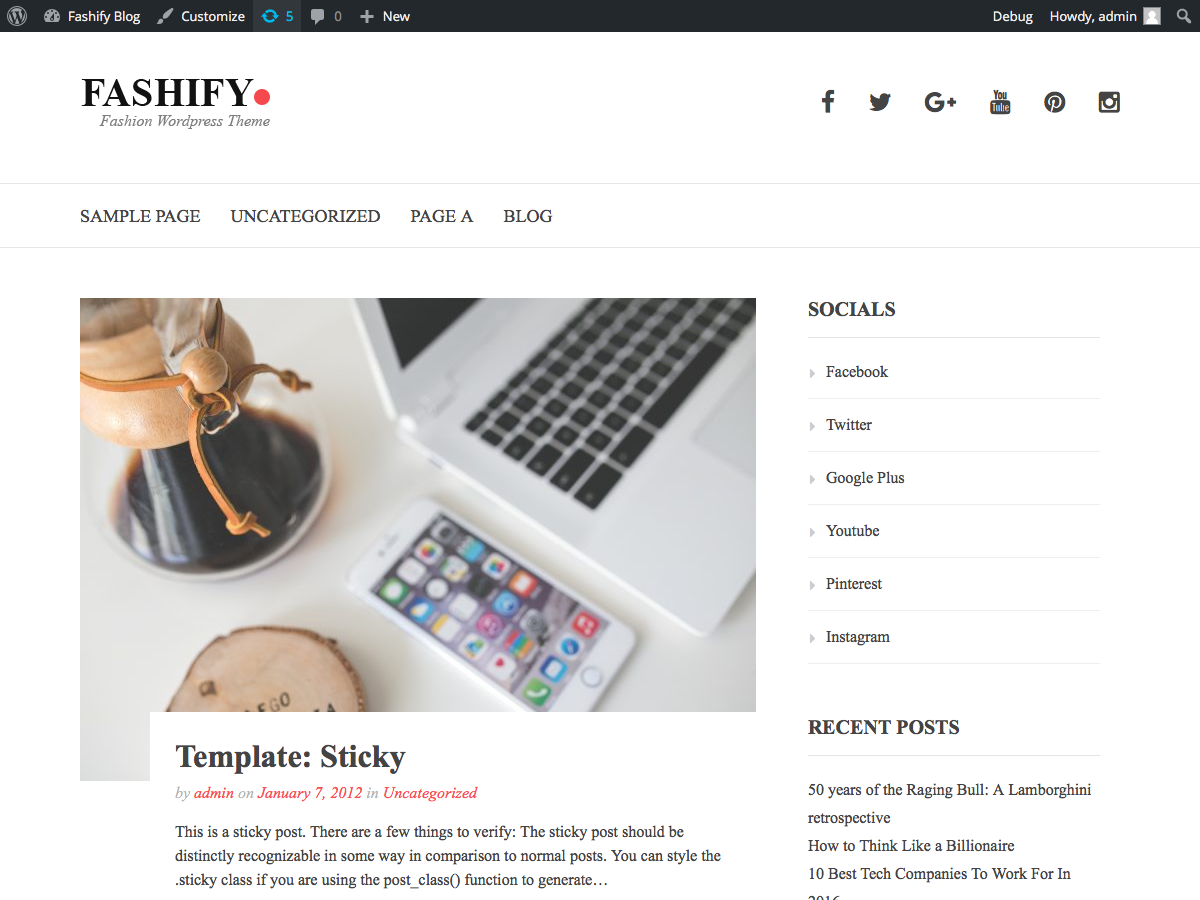 Fashify Blog Customize 5 0 New Debug Howdy, admin
FASHIFY
Fashion Wordpress Theme
You Tube
SAMPLE PAGE UNCATEGORIZED PAGE A BLOG
Template: Sticky
by admin on January 7, 2012 in Uncategorized
This is a sticky post. There are a few things to verify: The sticky post should be
distinctly recognizable in some way in comparison to normal posts. You can style the
.sticky class if you are using the post_class() function to generate…
SOCIALS
Facebook
Twitter
Google Plus
Youtube
Pinterest
Instagram
RECENT POSTS
50 years of the Raging Bull: A Lamborghini
retrospective
How to Think Like a Billionaire
10 Best Tech Companies To Work For In
2016